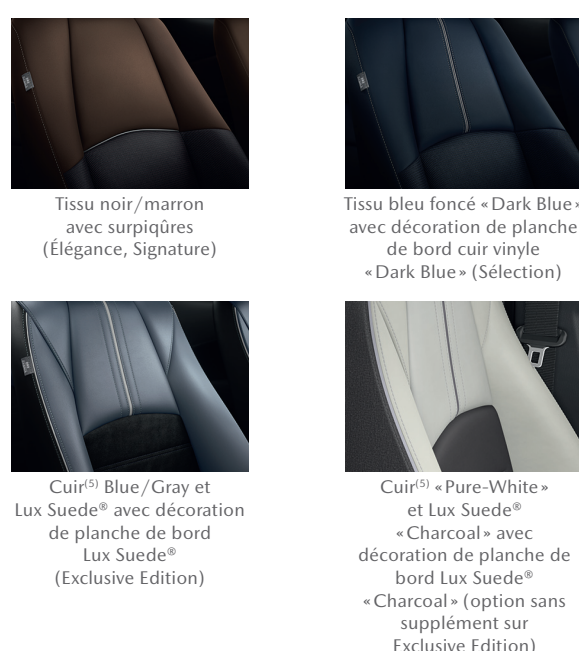 Tissu noir/marron
avec surpiqûres
(Élégance, Signature)
Tissu bleu foncé «Dark Blue»
avec décoration de planche
de bord cuir vinyle
«Dark Blue» (Sélection)
Cuir(5) Blue/Gray et
Lux Suede® avec décoration
de planche de bord
Lux Suede®
(Exclusive Edition)
Cuir(5) «Pure-White»
et Lux Suede®
«Charcoal» avec
décoration de planche de
bord Lux Suede®
«Charcoal» (option sans
supplément sur
Exclusive Edition)